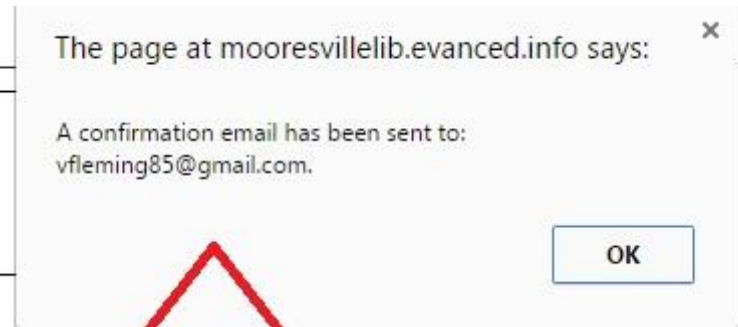 The page at mooresvillelib.evanced.info says:
A confirmation email has been sent to:
vfleming85@gmail.com.
OK